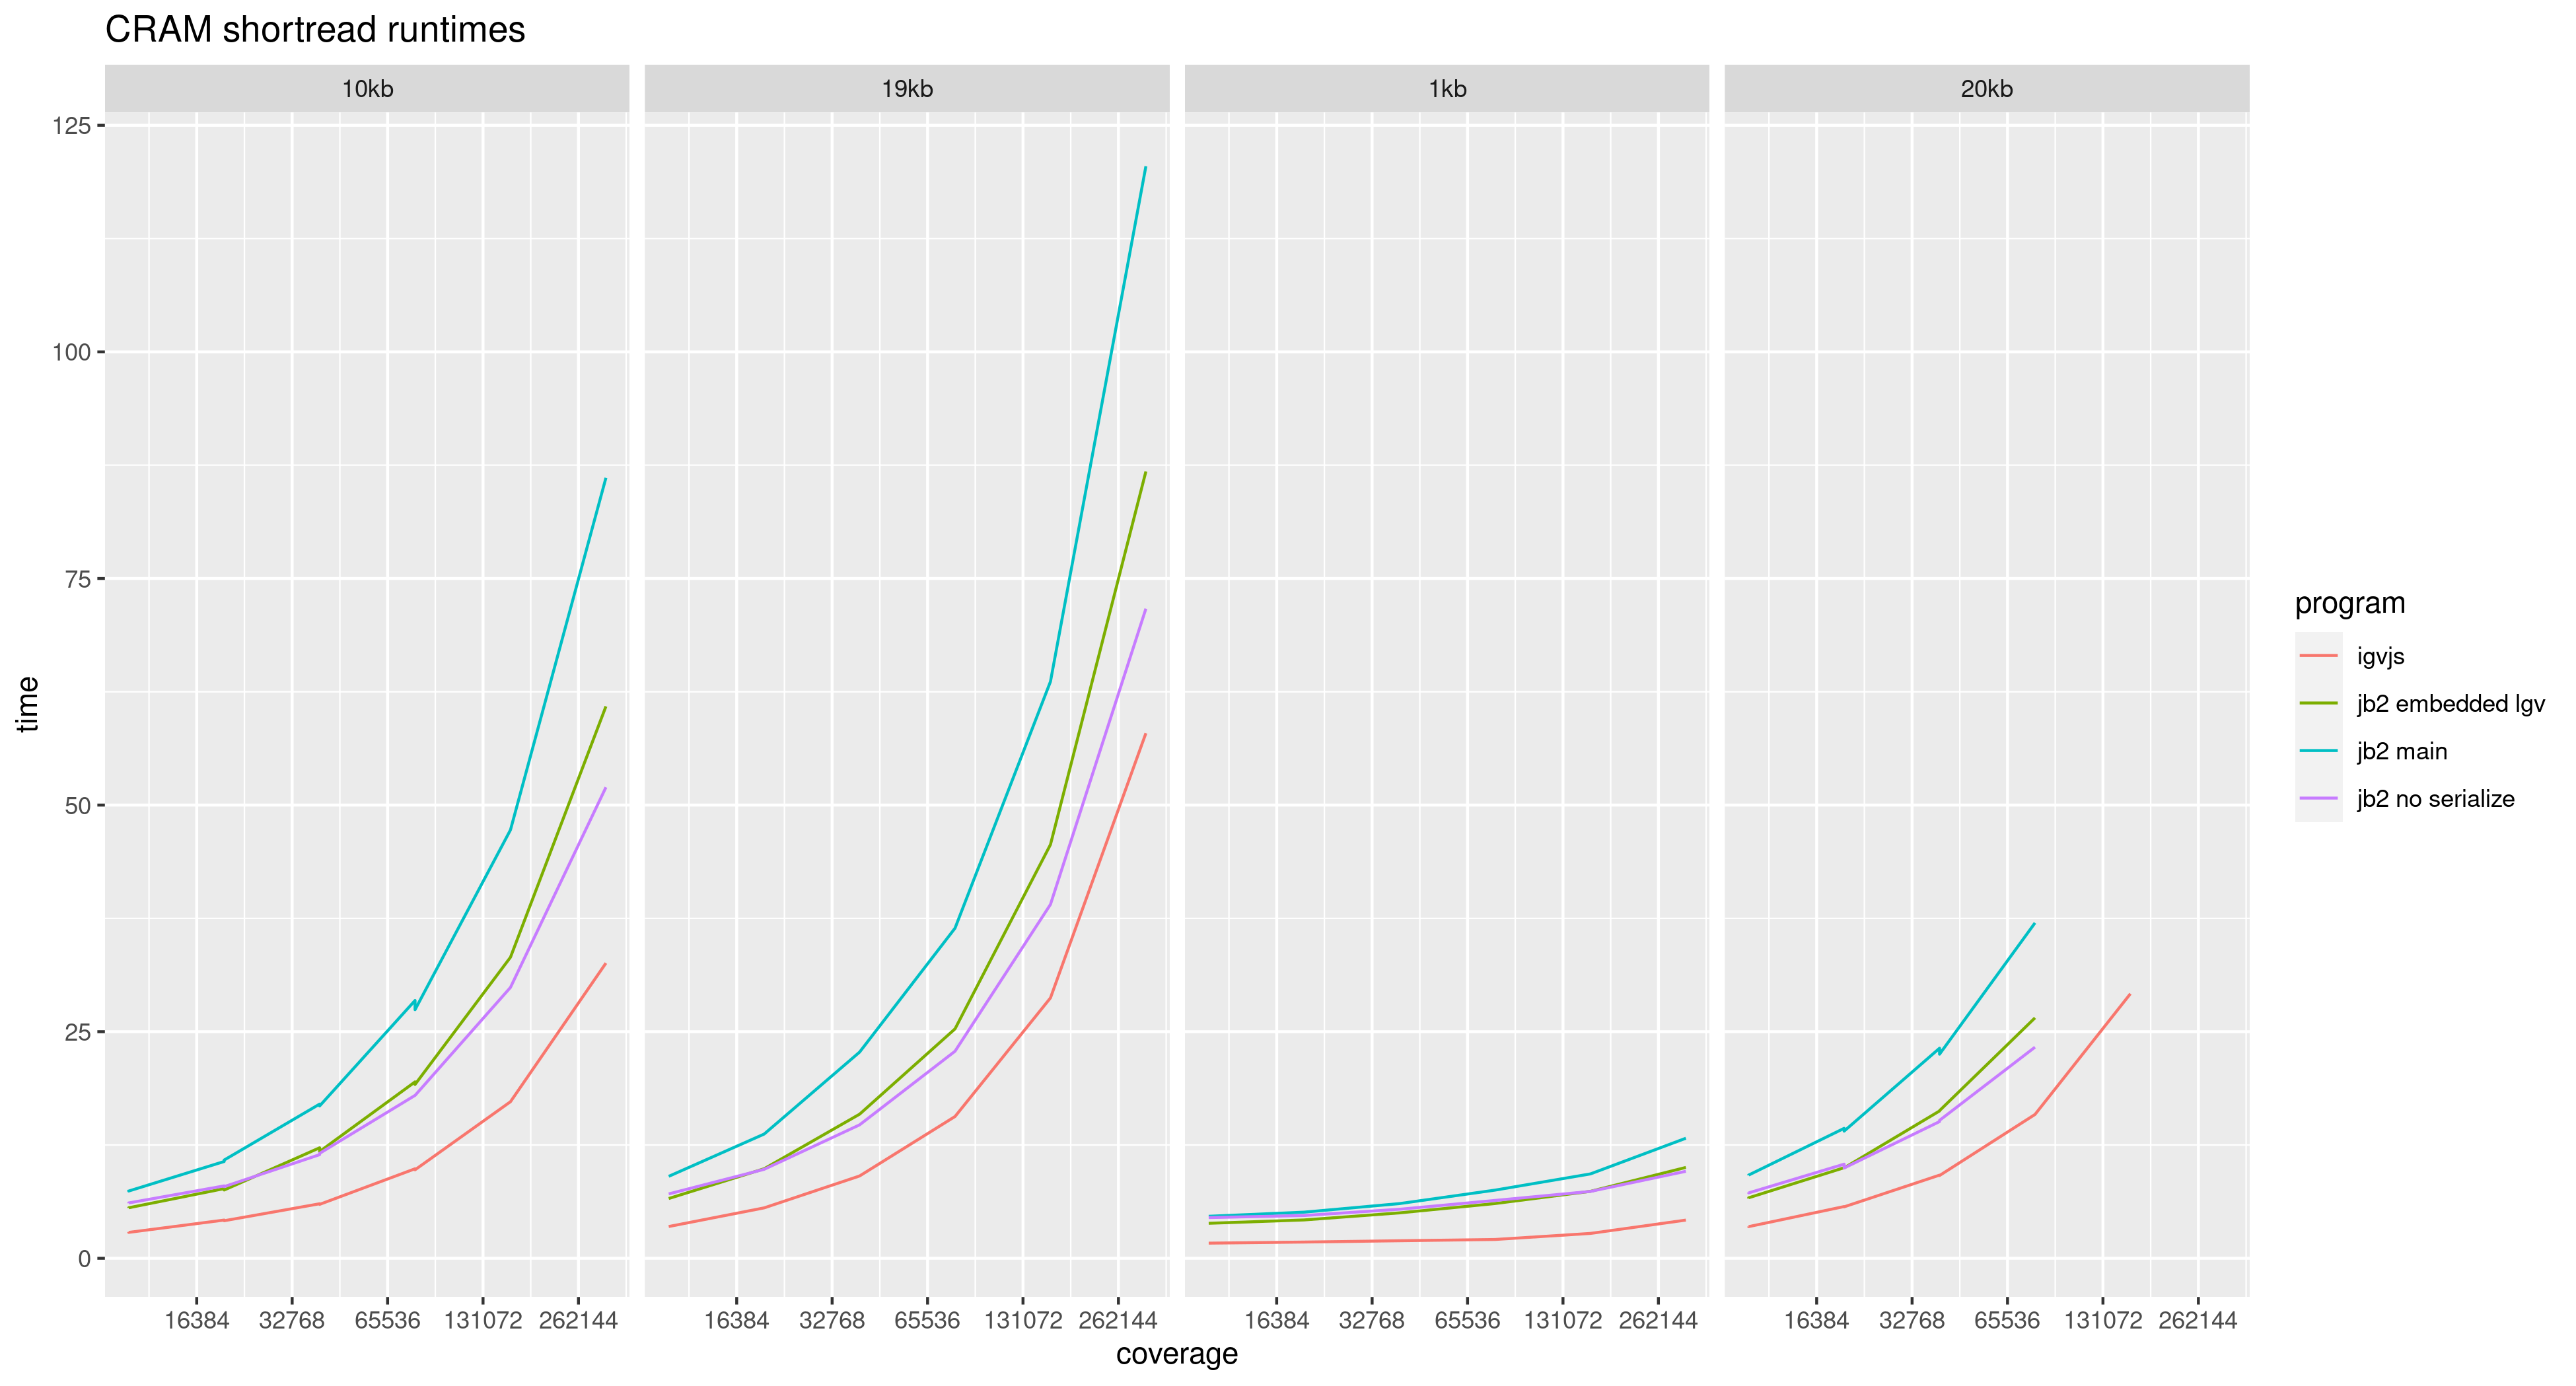 CRAM shortread runtimes
10kb 19kb 1kb 20kb
125
100
75
50
25
0
time
16384 32768 65536 131072 262144 16384 32768 65536 131072 262144 16384 32768 65536 131072 262144 16384 32768 65536 131072 262144
coverage
program
igvjs
jb2 embedded lgv
jb2 main
jb2 no serialize